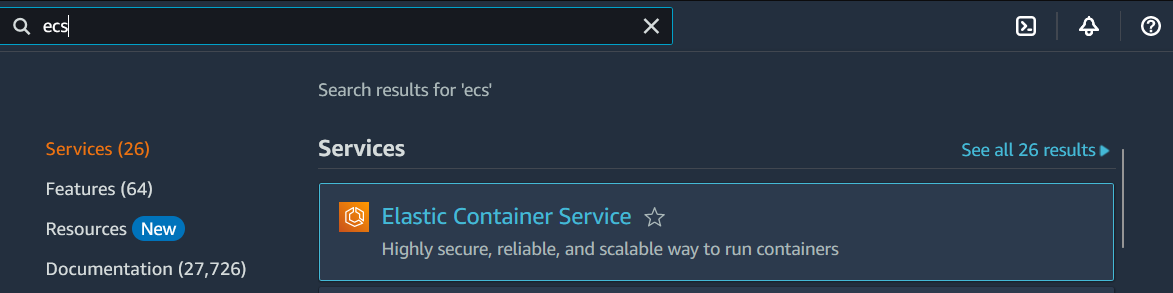 ecs
Search results for 'ecs'
Services (26)
Features (64)
Resources New
Documentation (27,726)
Services
See all 26 results
Elastic Container Service
Highly secure, reliable, and scalable way to run containers